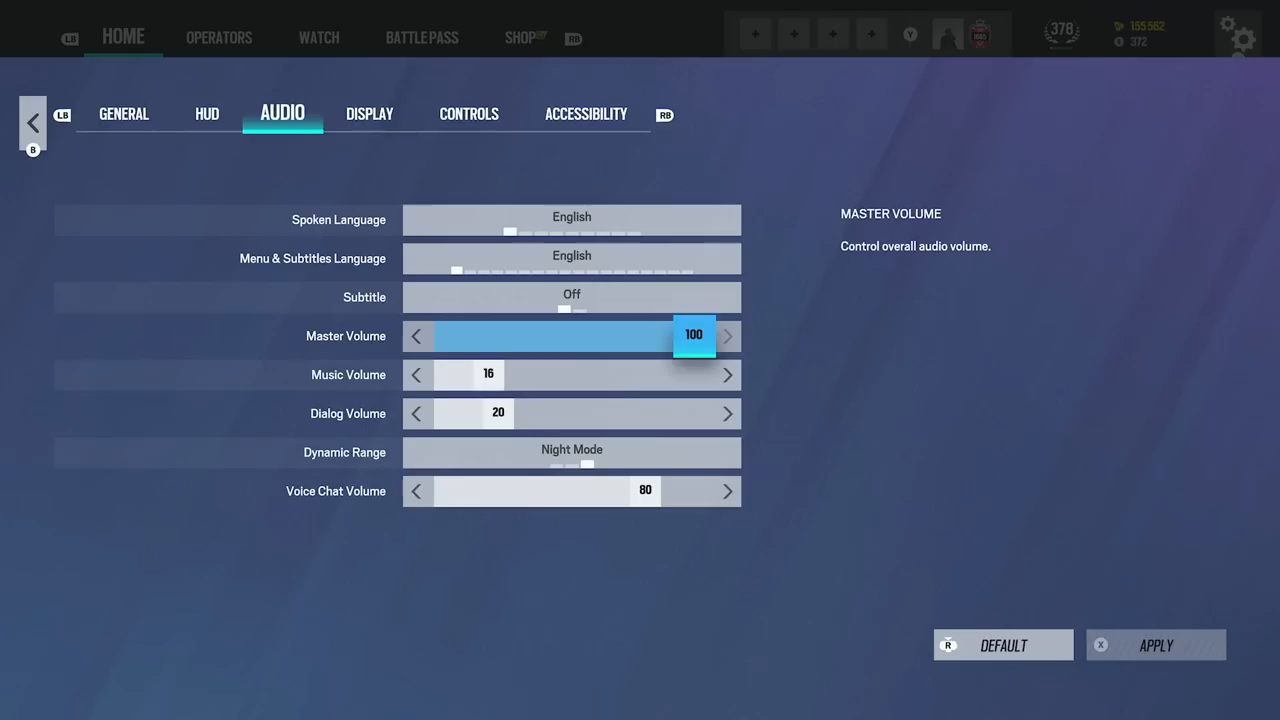 LB HOME OPERATORS WATCH BATTLE PASS SHOP RB + + + + Y 378 155 562
372
LB GENERAL HUD AUDIO DISPLAY CONTROLS ACCESSIBILITY RB
B
Spoken Language English
MASTER VOLUME
Control overall audio volume.
Menu & Subtitles Language English
Subtitle Off
Master Volume 100
Music Volume 16
Dialog Volume 20
Dynamic Range Night Mode
Voice Chat Volume 80
R DEFAULT X APPLY